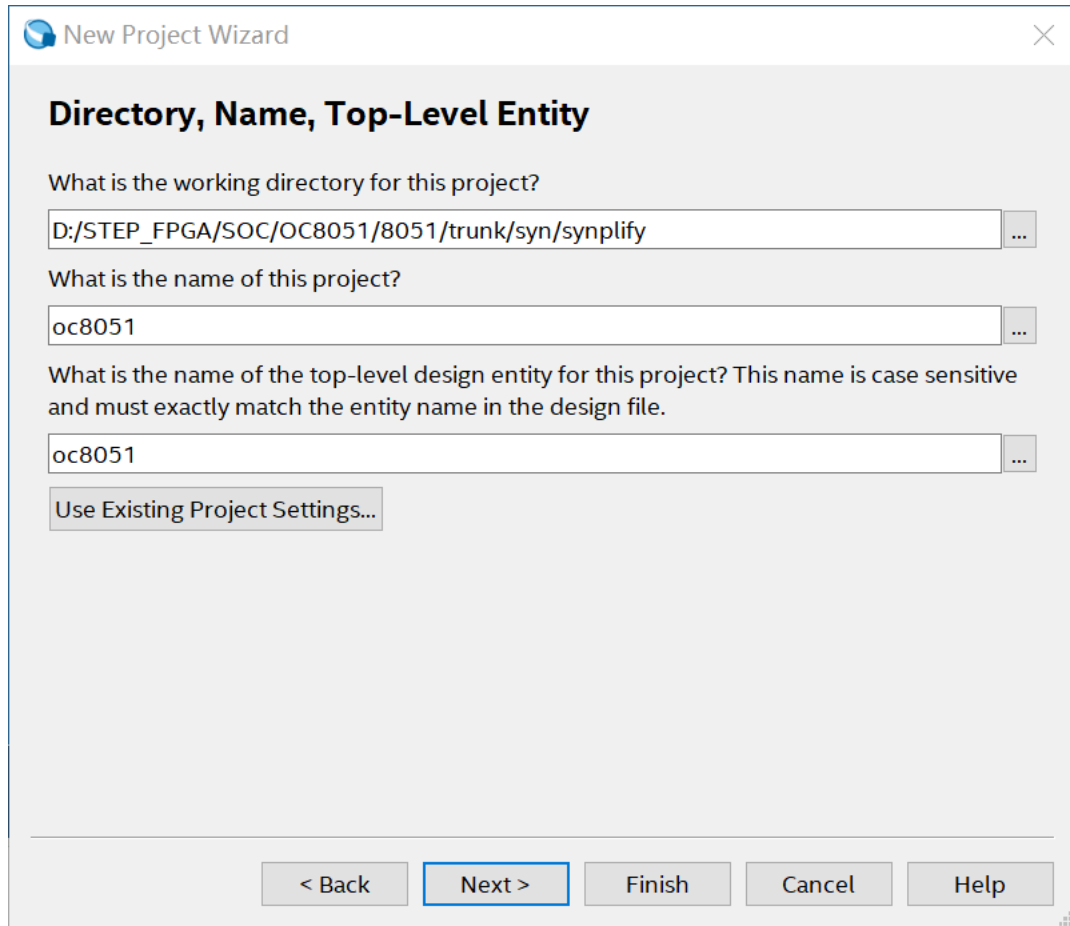 New Project Wizard
Directory, Name, Top-Level Entity
What is the working directory for this project?
D:/STEP_FPGA/SOC/OC8051/8051/trunk/syn/synplify
...
What is the name of this project?
oc8051
...
What is the name of the top-level design entity for this project? This name is case sensitive
and must exactly match the entity name in the design file.
oc8051
...
Use Existing Project Settings...
< Back
Next >
Finish
Cancel
Help